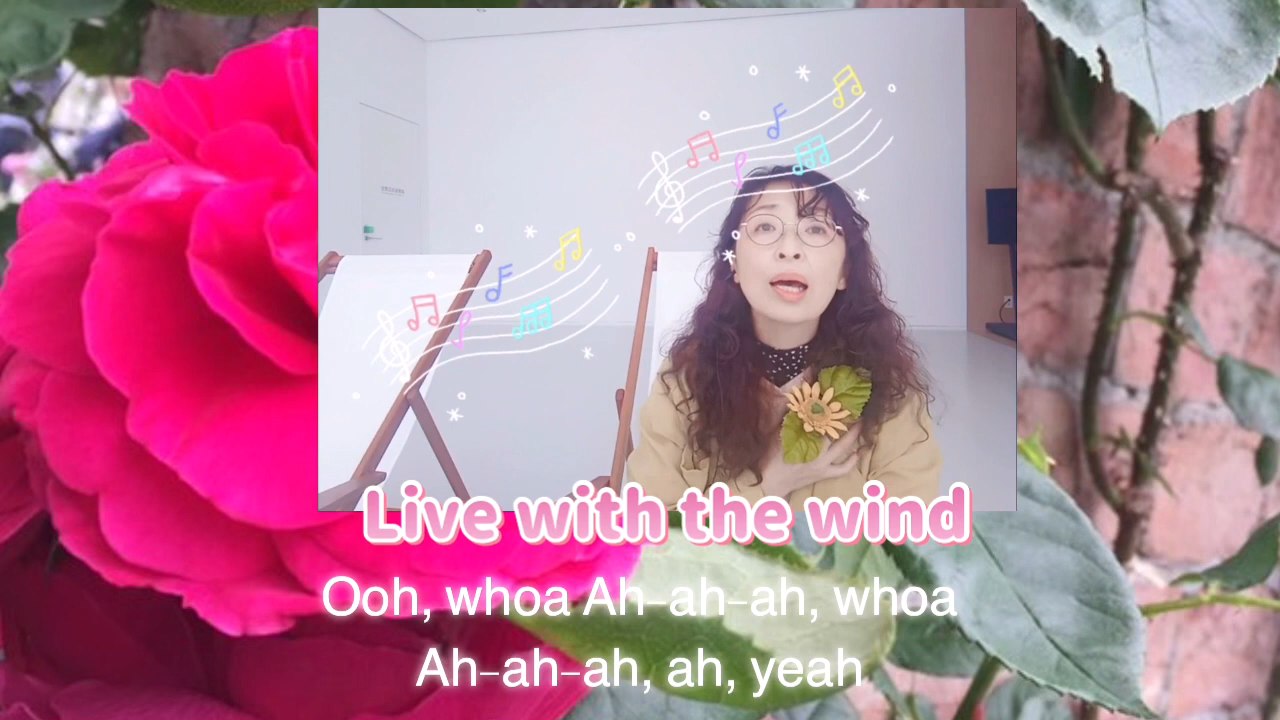 Live with the wind
Ooh, whoa Ah-ah-ah, whoa
Ah-ah-ah, ah, yeah